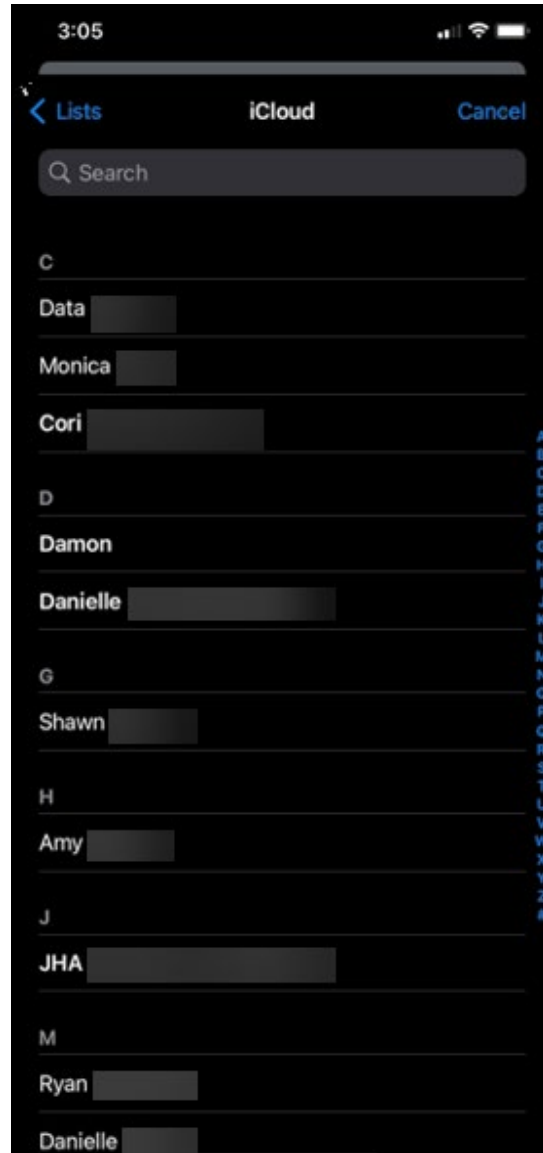 3:05
Lists iCloud Cancel
Search
C
Data
Monica
Cori
D
Damon
Danielle
G
Shawn
H
Amy
J
JHA
M
Ryan
Danielle
A
B
C
D
E
F
G
H
I
J
K
L
M
N
O
P
Q
R
S
T
U
V
W
X
Y
Z
#